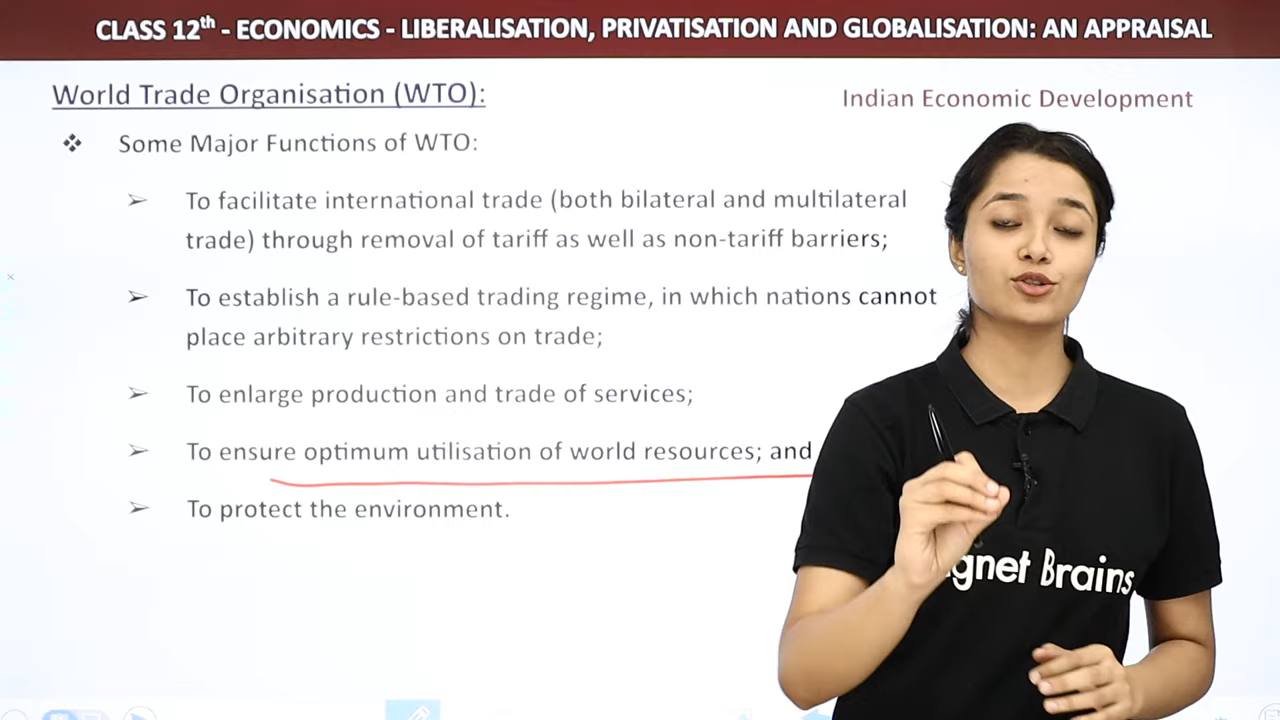 CLASS 12th - ECONOMICS - LIBERALISATION, PRIVATISATION AND GLOBALISATION: AN APPRAISAL
World Trade Organisation (WTO):
Indian Economic Development
❖ Some Major Functions of WTO:
➢ To facilitate international trade (both bilateral and multilateral
trade) through removal of tariff as well as non-tariff barriers;
➢ To establish a rule-based trading regime, in which nations cannot
place arbitrary restrictions on trade;
➢ To enlarge production and trade of services;
➢ To ensure optimum utilisation of world resources; and
➢ To protect the environment.
gnet Brains